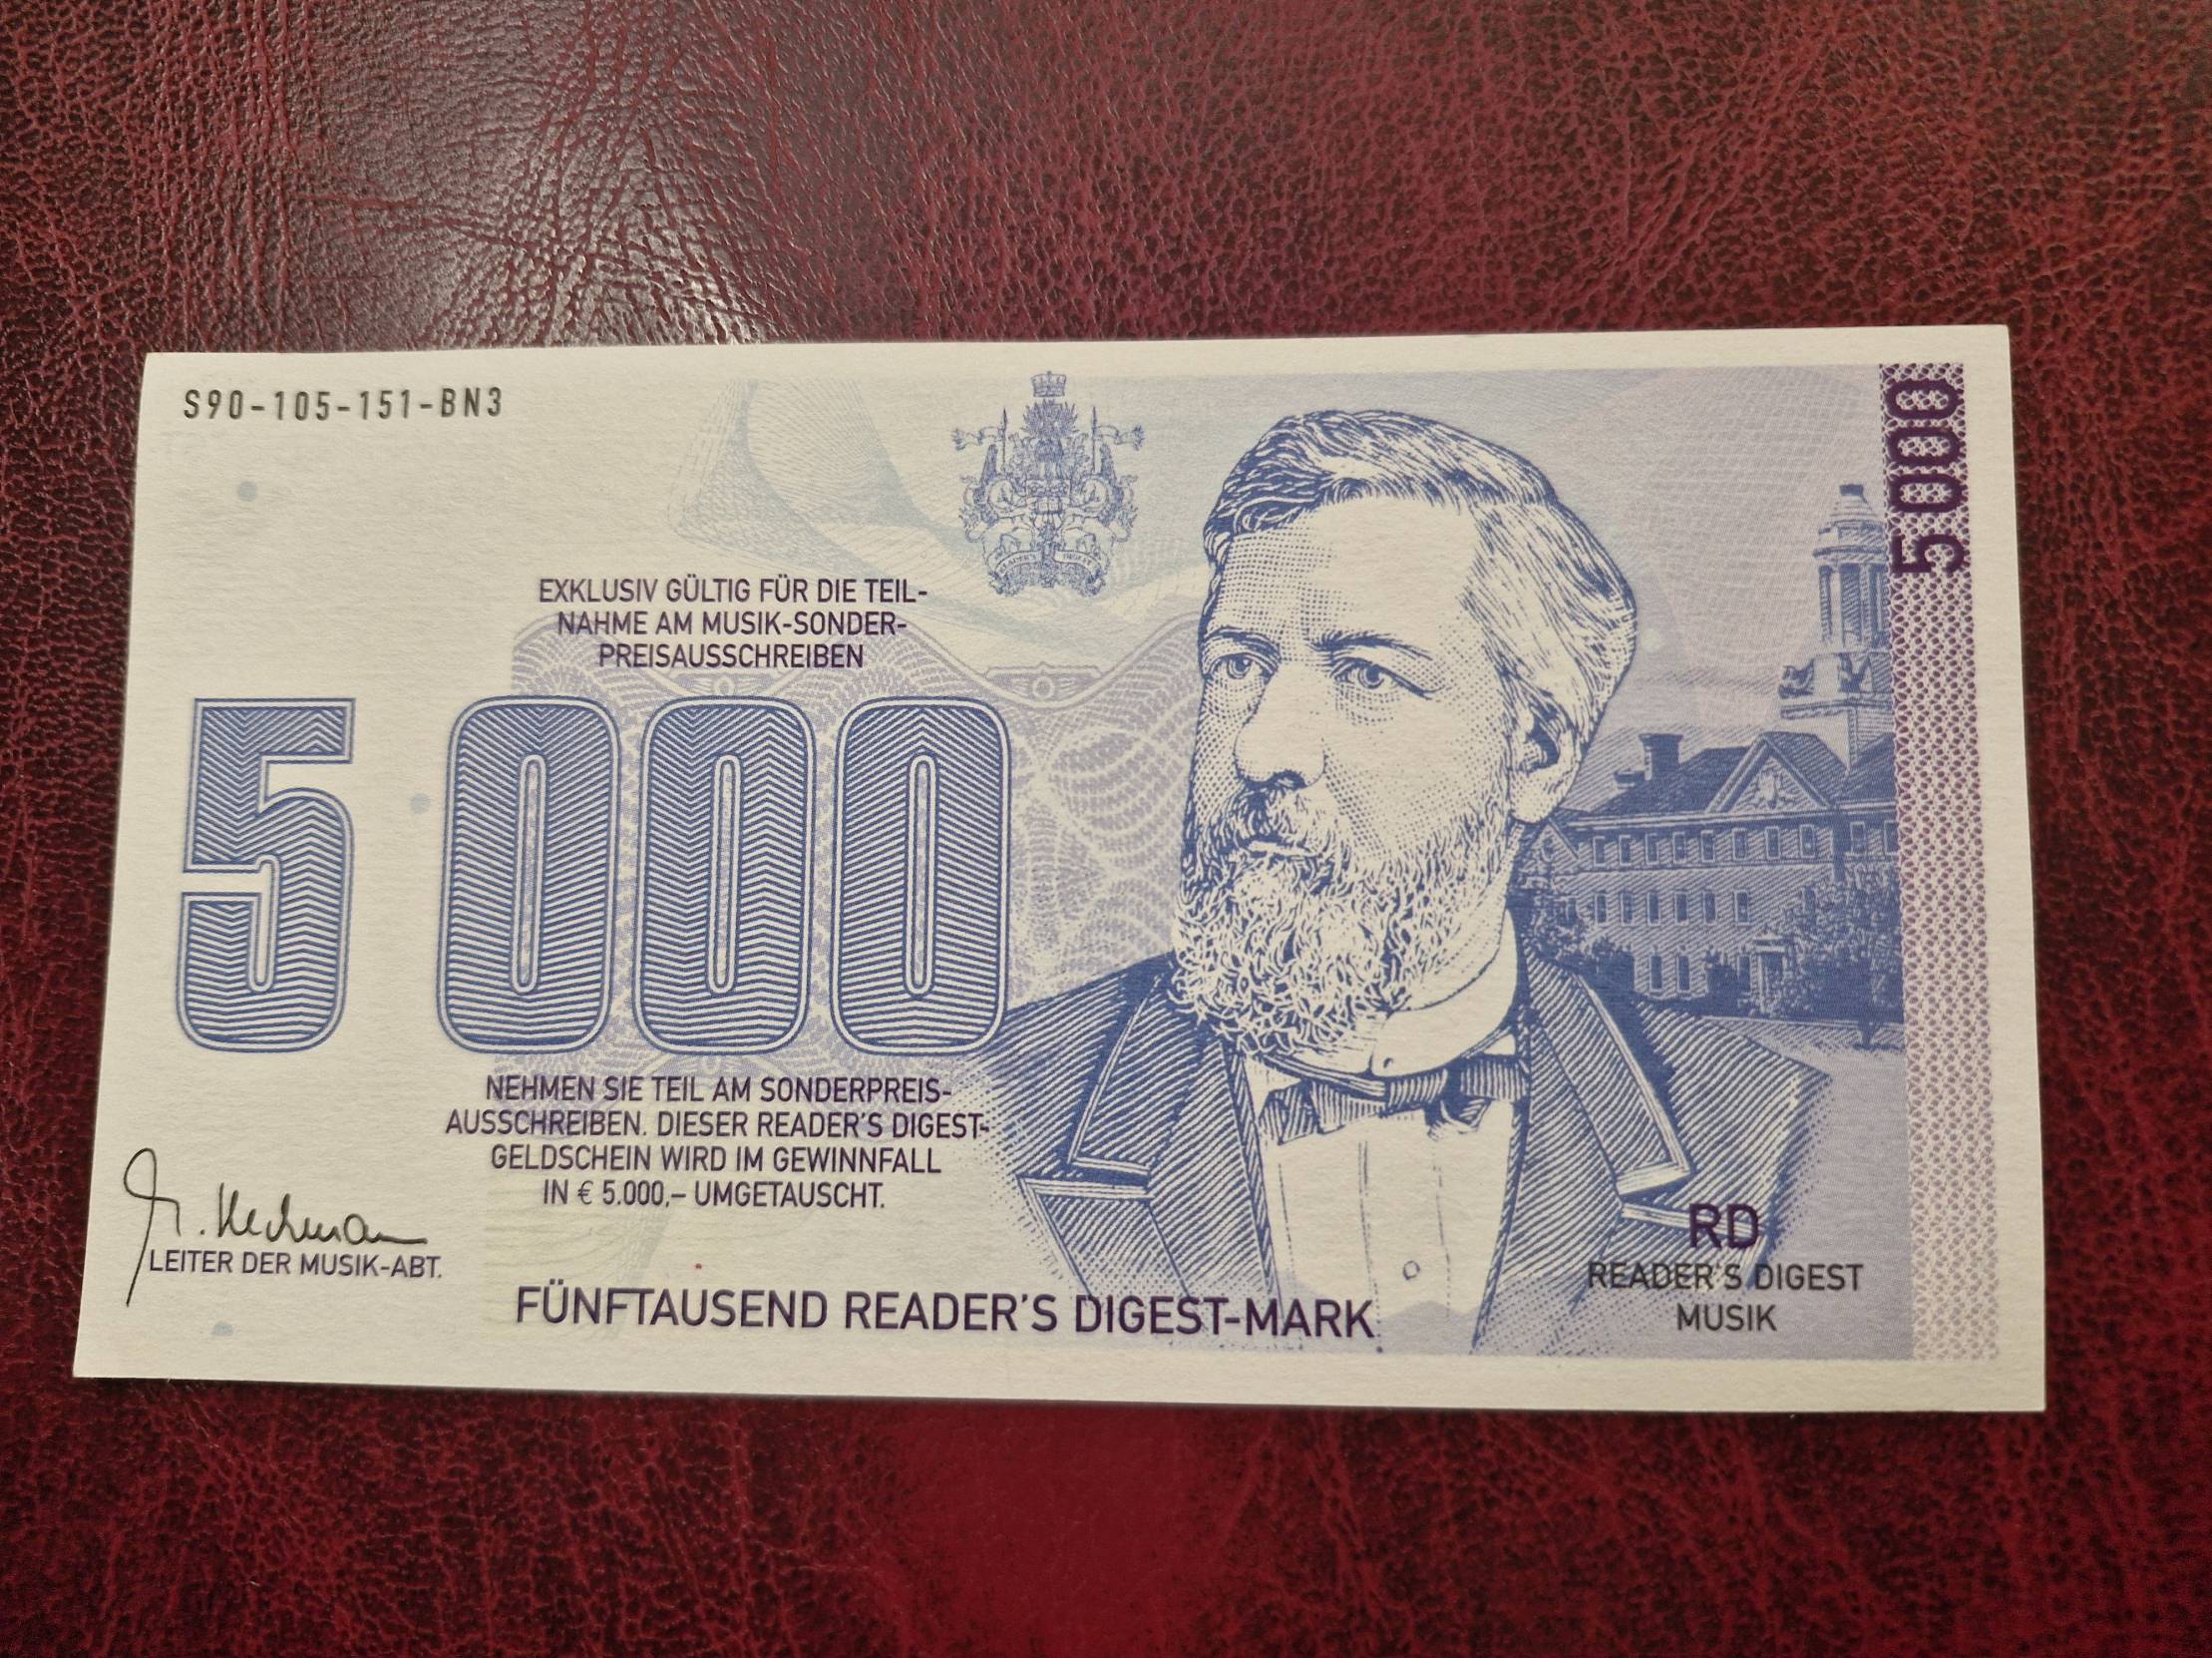 S90-105-151-BN3
5 000
EXKLUSIV GÜLTIG FÜR DIE TEIL-
NAHME AM MUSIK-SONDER-
PREISAUSSCHREIBEN
5 000
NEHMEN SIE TEIL AM SONDERPREIS-
AUSSCHREIBEN. DIESER READER'S DIGEST-
GELDSCHEIN WIRD IM GEWINNFALL
IN € 5.000,– UMGETAUSCHT.
LEITER DER MUSIK-ABT.
FÜNFTAUSEND READER'S DIGEST-MARK
RD
READER'S DIGEST
MUSIK